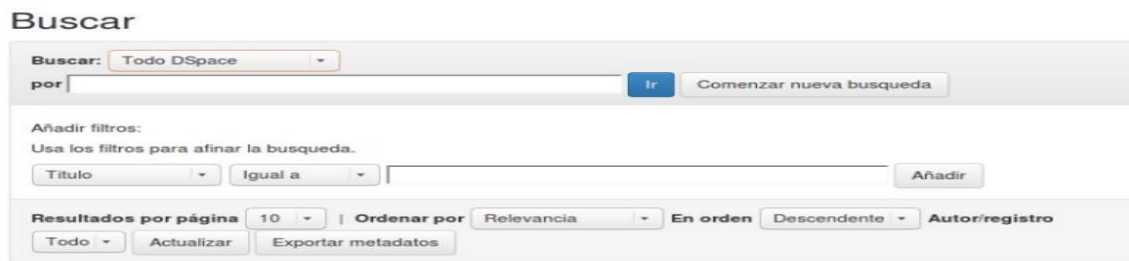 Buscar
Buscar: Todo DSpace
por Ir Comenzar nueva busqueda
Añadir filtros:
Usa los filtros para afinar la busqueda.
Titulo Igual a Añadir
Resultados por página 10 | Ordenar por Relevancia En orden Descendente Autor/registro
Todo Actualizar Exportar metadatos